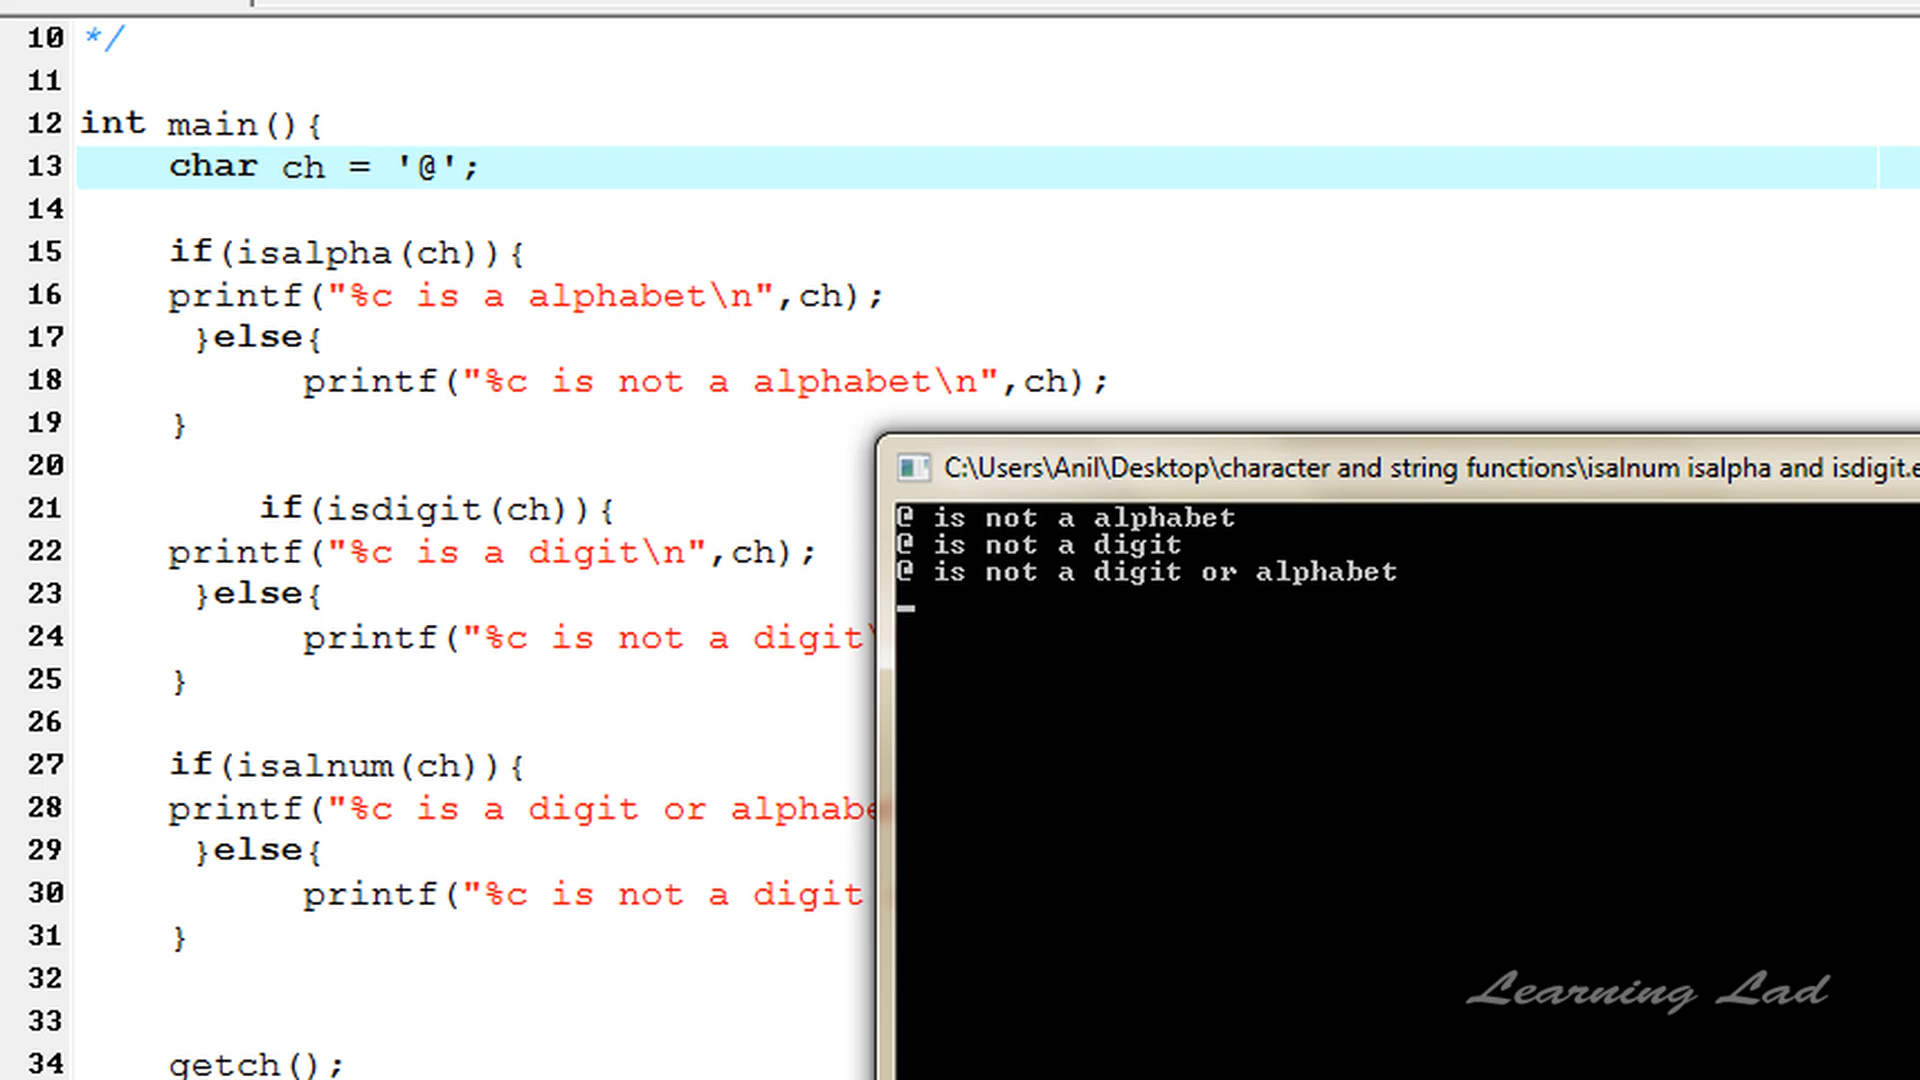 10 */
11
12 int main(){
13 char ch = '@';
14
15 if(isalpha(ch)){
16 printf("%c is a alphabet\n",ch);
17 }else{
18 printf("%c is not a alphabet\n",ch);
19 }
20
21 if(isdigit(ch)){
22 printf("%c is a digit\n",ch);
23 }else{
24 printf("%c is not a digit\
25 }
26
27 if(isalnum(ch)){
28 printf("%c is a digit or alphabe
29 }else{
30 printf("%c is not a digit
31 }
32
33
34 getch();
C:\Users\Anil\Desktop\character and string functions\isalnum isalpha and isdigit.e
@ is not a alphabet
@ is not a digit
@ is not a digit or alphabet
Learning Lad